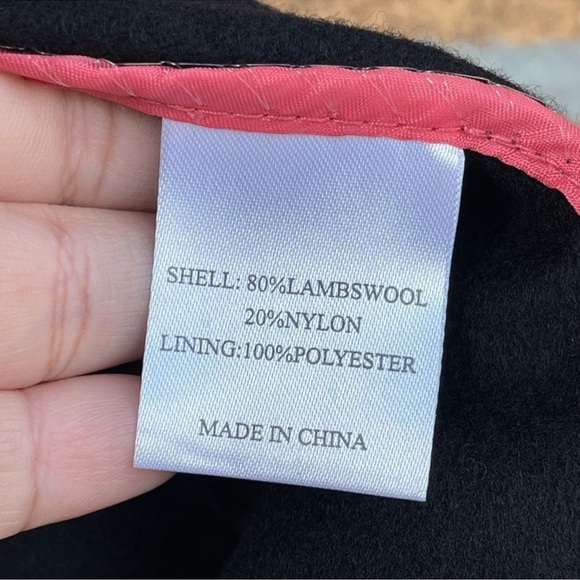 SHELL: 80%LAMBSWOOL
20%NYLON
LINING:100%POLYESTER
MADE IN CHINA